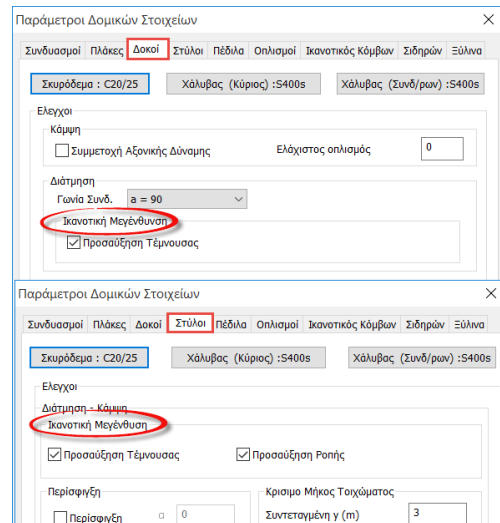 Παράμετροι Δομικών Στοιχείων
Συνδυασμοί Πλάκες Δοκοί Στύλοι Πέδιλα Οπλισμοί Ικανοτικός Κόμβων Σιδηρών Ξύλινα
Σκυρόδεμα : C20/25 Χάλυβας (Κύριος) :S400s Χάλυβας (Συνδ/ρων) :S400s
Ελεγχοι
Κάμψη
Συμμετοχή Αξονικής Δύναμης Ελάχιστος οπλισμός 0
Διάτμηση
Γωνία Συνδ. a = 90
Ικανοτική Μεγένθυνση
Προσαύξηση Τέμνουσας
Παράμετροι Δομικών Στοιχείων
Συνδυασμοί Πλάκες Δοκοί Στύλοι Πέδιλα Οπλισμοί Ικανοτικός Κόμβων Σιδηρών Ξύλινα
Σκυρόδεμα : C20/25 Χάλυβας (Κύριος) :S400s Χάλυβας (Συνδ/ρων) :S400s
Ελεγχοι
Διάτμηση - Κάμψη
Ικανοτική Μεγένθυση
Προσαύξηση Τέμνουσας Προσαύξηση Ροπής
Περίσφιγξη Κρισιμο Μήκος Τοιχώματος
Περίσφιγξη α 0 Συντεταγμένη y (m) 3